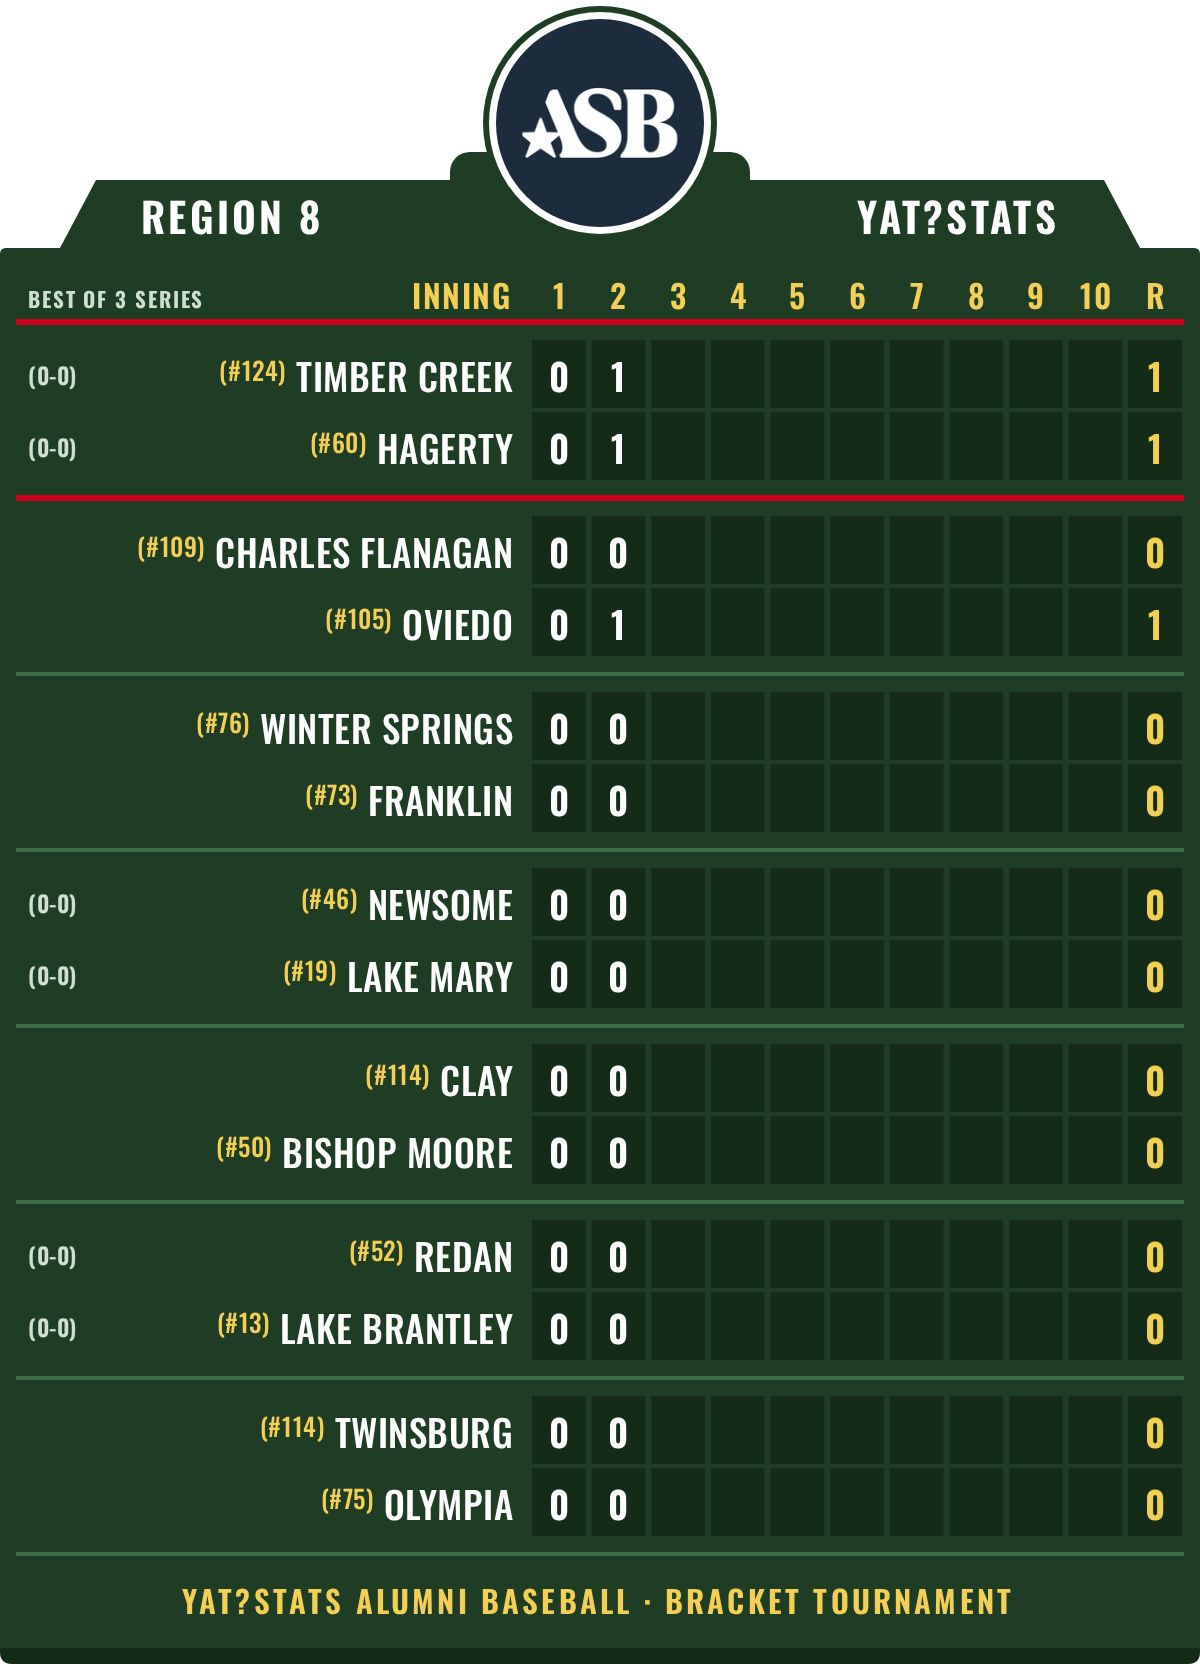 ASB
REGION 8 YAT?STATS
BEST OF 3 SERIES INNING 1 2 3 4 5 6 7 8 9 10 R
(0-0) (#124) TIMBER CREEK 0 1 1
(0-0) (#60) HAGERTY 0 1 1
(#109) CHARLES FLANAGAN 0 0 0
(#105) OVIEDO 0 1 1
(#76) WINTER SPRINGS 0 0 0
(#73) FRANKLIN 0 0 0
(0-0) (#46) NEWSOME 0 0 0
(0-0) (#19) LAKE MARY 0 0 0
(#114) CLAY 0 0 0
(#50) BISHOP MOORE 0 0 0
(0-0) (#52) REDAN 0 0 0
(0-0) (#13) LAKE BRANTLEY 0 0 0
(#114) TWINSBURG 0 0 0
(#75) OLYMPIA 0 0 0
YAT?STATS ALUMNI BASEBALL · BRACKET TOURNAMENT